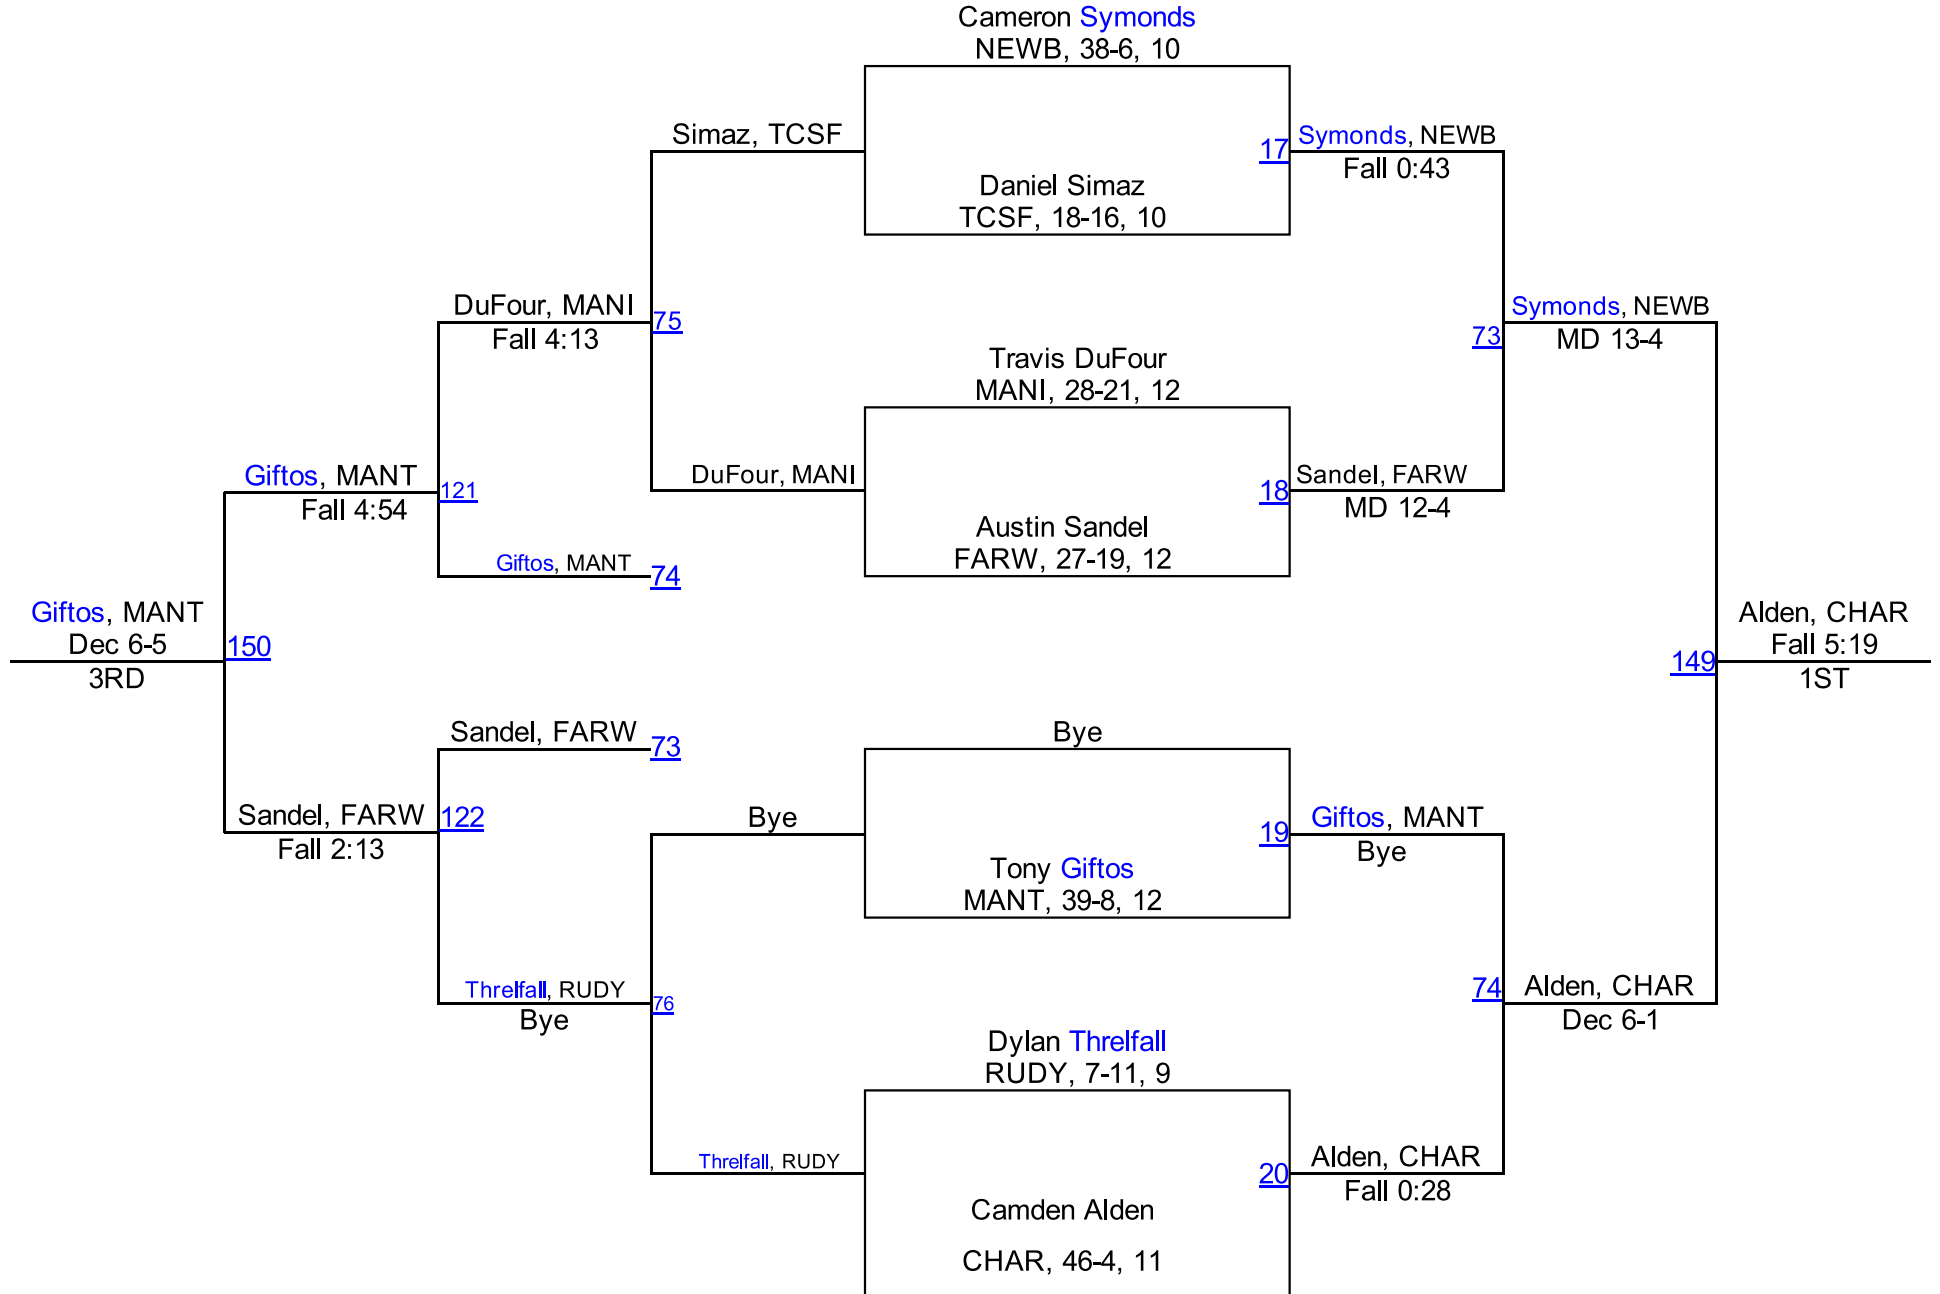 Cameron Symonds
NEWB, 38-6, 10
Simaz, TCSF
17
Symonds, NEWB
Fall 0:43
Daniel Simaz
TCSF, 18-16, 10
DuFour, MANI
Fall 4:13
75
Symonds, NEWB
73
MD 13-4
Travis DuFour
MANI, 28-21, 12
Giftos, MANT
Fall 4:54
121
DuFour, MANI
18
Sandel, FARW
MD 12-4
Austin Sandel
FARW, 27-19, 12
Giftos, MANT
74
Giftos, MANT
Dec 6-5
3RD
150
149
Alden, CHAR
Fall 5:19
1ST
Sandel, FARW
73
Bye
Sandel, FARW
Fall 2:13
122
Bye
19
Giftos, MANT
Bye
Tony Giftos
MANT, 39-8, 12
Threlfall, RUDY
Bye
76
74
Alden, CHAR
Dec 6-1
Dylan Threlfall
RUDY, 7-11, 9
Threlfall, RUDY
20
Alden, CHAR
Fall 0:28
Camden Alden
CHAR, 46-4, 11